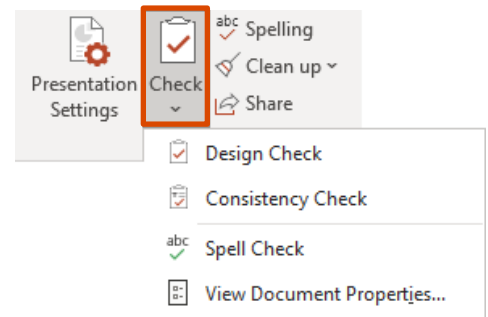 Presentation
Settings
Check
abc Spelling
Clean up
Share
Design Check
Consistency Check
abc Spell Check
View Document Properties...